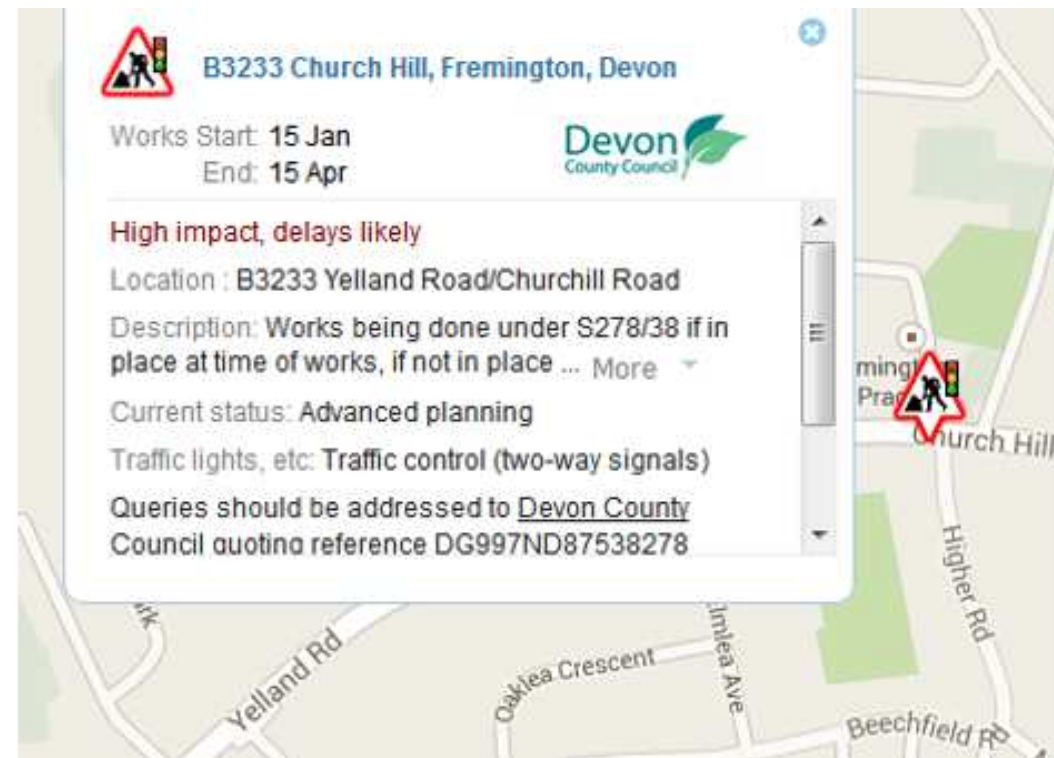 B3233 Church Hill, Fremington, Devon
Works Start: 15 Jan
End: 15 Apr
Devon
County Council
High impact, delays likely
Location : B3233 Yelland Road/Churchill Road
Description: Works being done under S278/38 if in
place at time of works, if not in place ... More
Current status: Advanced planning
Traffic lights, etc: Traffic control (two-way signals)
Queries should be addressed to Devon County
Council quoting reference DG997ND87538278
Church Hill
Higher Rd
Yelland Rd
Oaklea Crescent
Elmlea Ave
Beechfield Rd